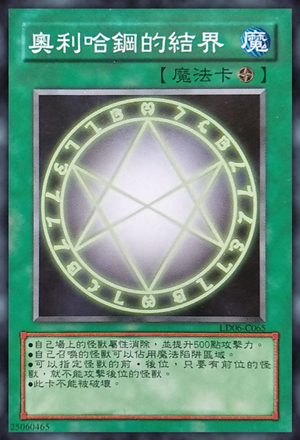 奧利哈鋼的結界 魔
【魔法卡】
LD06-C065
●自己場上的怪獸屬性消除，並提升500點攻擊力。
●自己召喚的怪獸可以佔用魔法陷阱區域。
●可以指定怪獸的前、後位，只要有前位的怪
獸，就不能攻擊後位的怪獸。
●此卡不能被破壞。
25060465